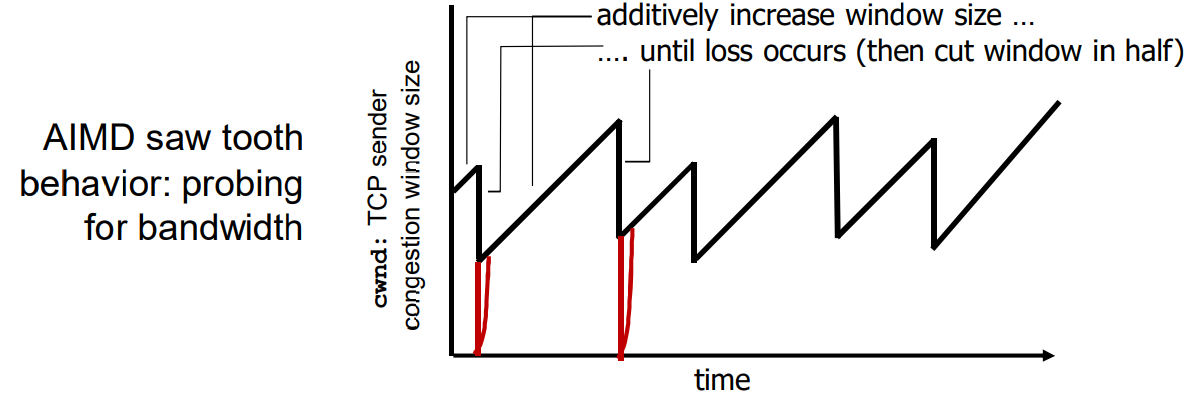 additively increase window size …
…. until loss occurs (then cut window in half)
AIMD saw tooth
behavior: probing
for bandwidth
cwnd: TCP sender
congestion window size
time